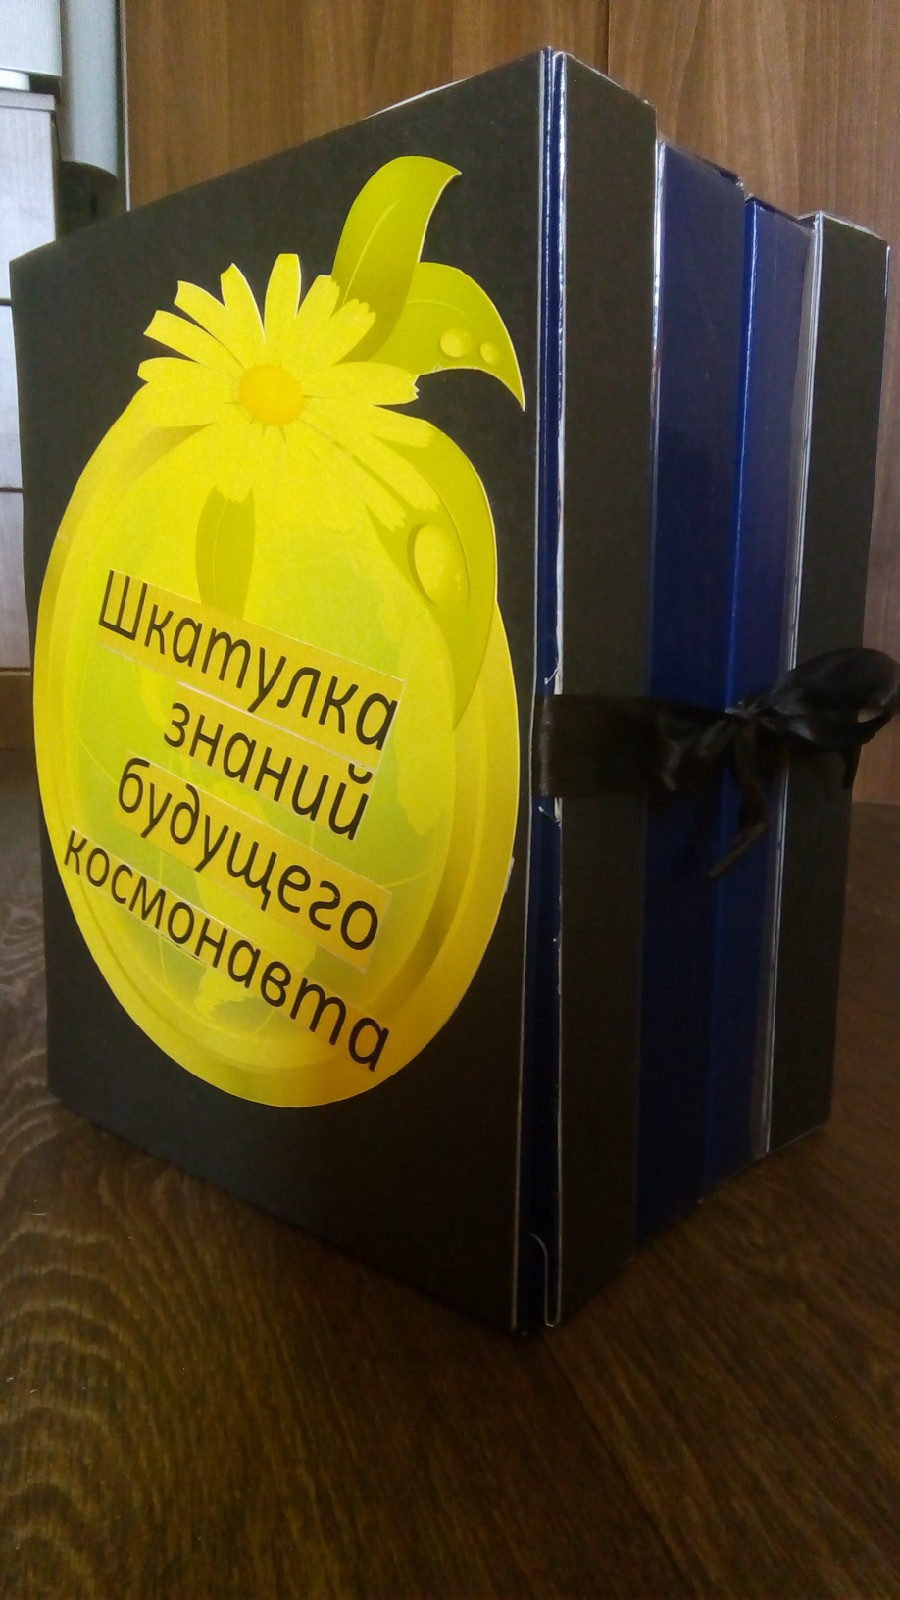 Шкатулка
знаний
будущего
космонавта